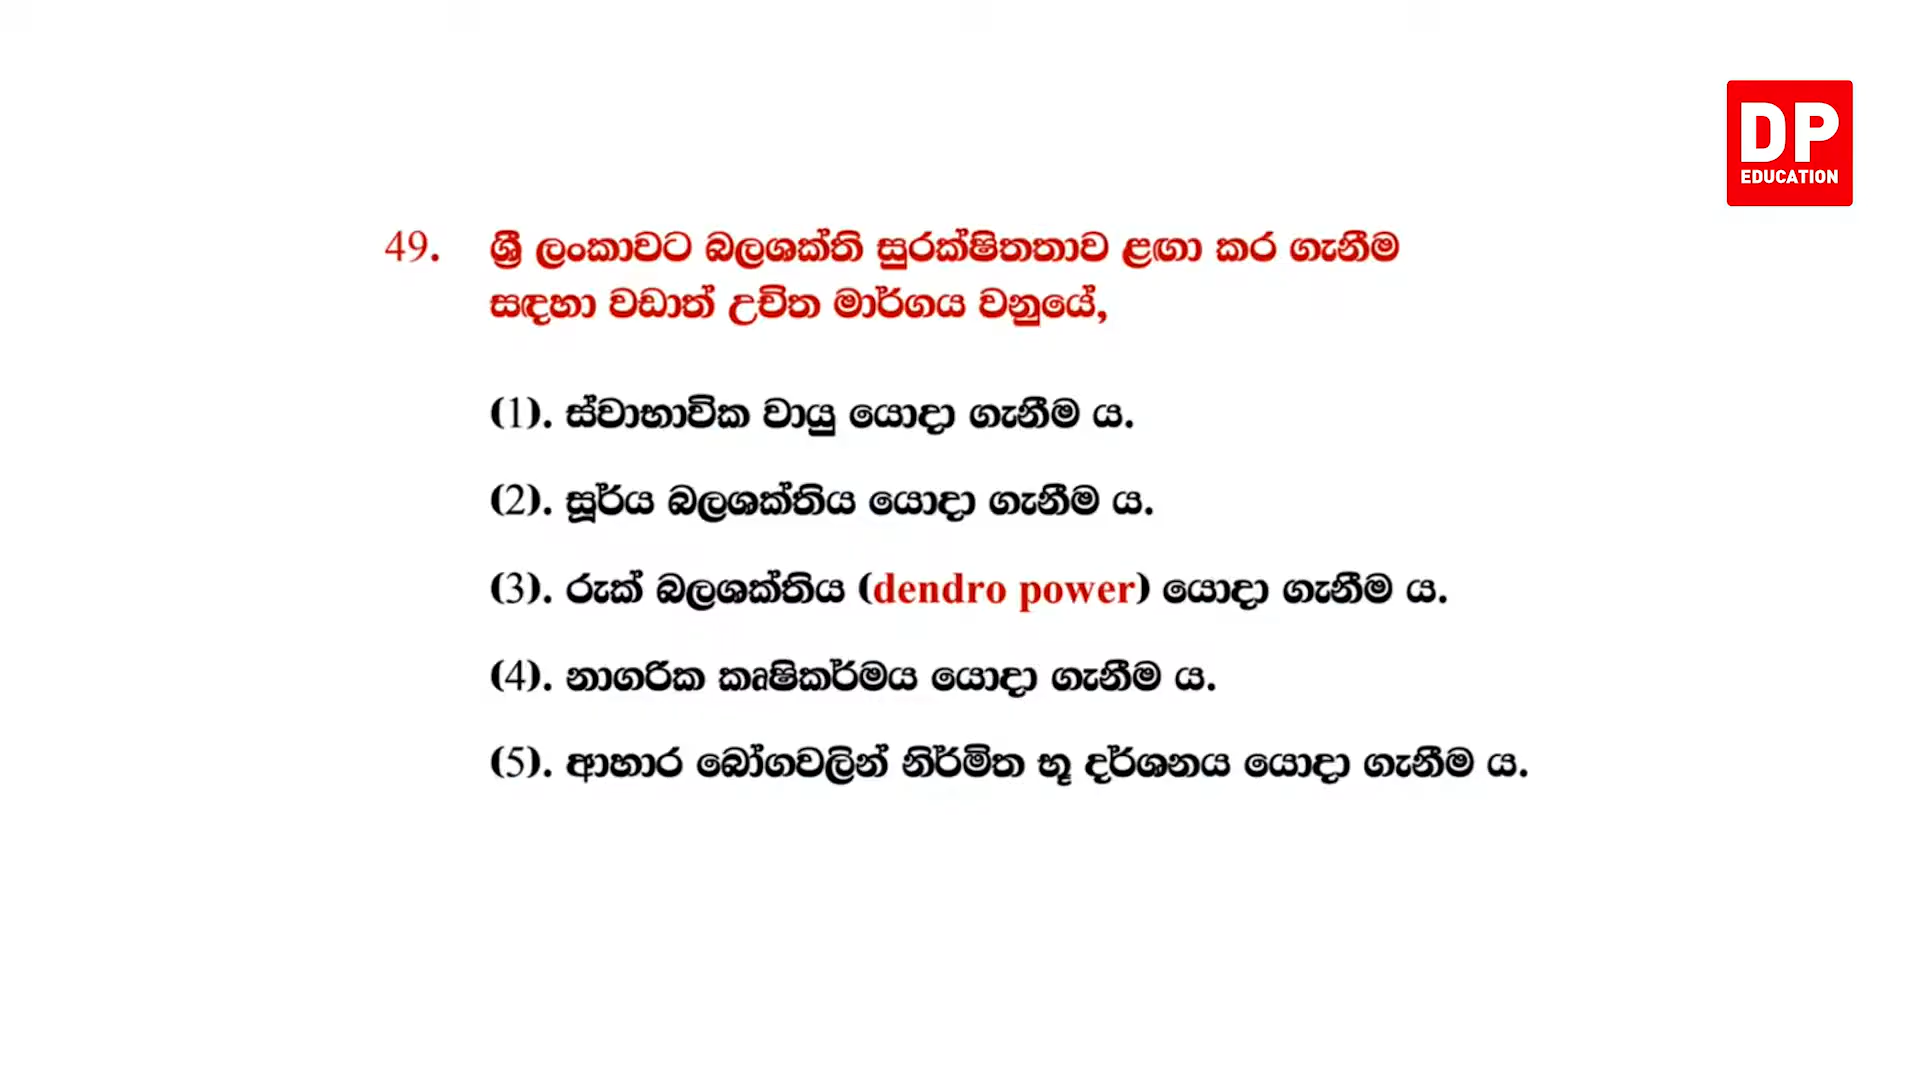 DP
EDUCATION
49. ශ්‍රී ලංකාවට බලශක්ති සුරක්ෂිතතාව ළඟා කර ගැනීම
සඳහා වඩාත් උචිත මාර්ගය වනුයේ,
(1). ස්වාභාවික වායු යොදා ගැනීම ය.
(2). සූර්ය බලශක්තිය යොදා ගැනීම ය.
(3). රුක් බලශක්තිය (dendro power) යොදා ගැනීම ය.
(4). නාගරික කෘෂිකර්මය යොදා ගැනීම ය.
(5). ආහාර බෝගවලින් නිර්මිත භූ දර්ශනය යොදා ගැනීම ය.